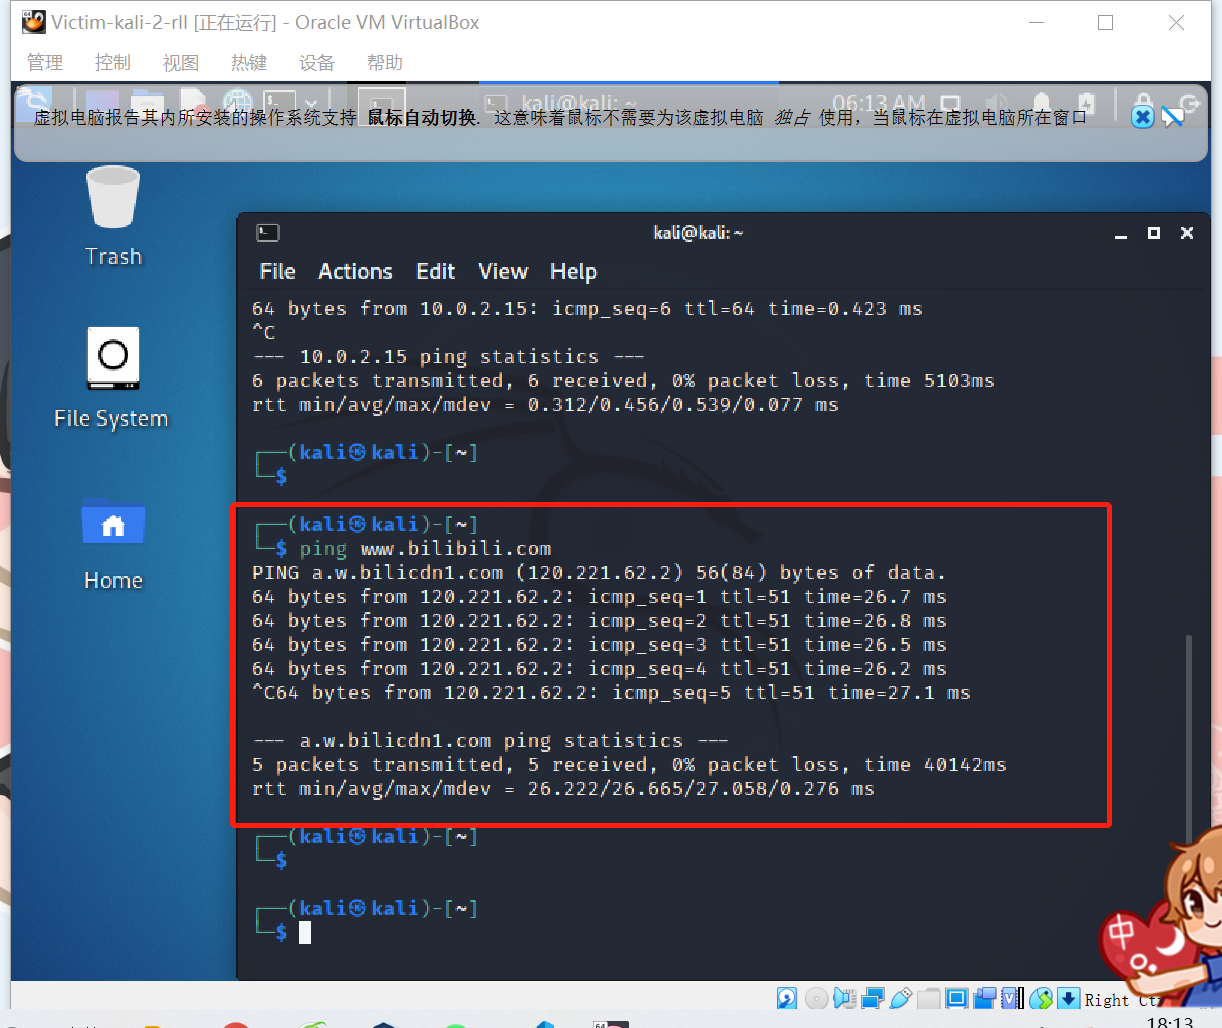 Victim-kali-2-rll [正在运行] - Oracle VM VirtualBox
管理 控制 视图 热键 设备 帮助
kali@kali: ~ 06:13 AM
虚拟电脑报告其内所安装的操作系统支持 鼠标自动切换. 这意味着鼠标不需要为该虚拟电脑 独占 使用，当鼠标在虚拟电脑所在窗口
Trash
File System
Home
kali@kali: ~
File Actions Edit View Help
64 bytes from 10.0.2.15: icmp_seq=6 ttl=64 time=0.423 ms
^C
--- 10.0.2.15 ping statistics ---
6 packets transmitted, 6 received, 0% packet loss, time 5103ms
rtt min/avg/max/mdev = 0.312/0.456/0.539/0.077 ms
┌──(kali㉿kali)-[~]
└─$
┌──(kali㉿kali)-[~]
└─$ ping www.bilibili.com
PING a.w.bilicdn1.com (120.221.62.2) 56(84) bytes of data.
64 bytes from 120.221.62.2: icmp_seq=1 ttl=51 time=26.7 ms
64 bytes from 120.221.62.2: icmp_seq=2 ttl=51 time=26.8 ms
64 bytes from 120.221.62.2: icmp_seq=3 ttl=51 time=26.5 ms
64 bytes from 120.221.62.2: icmp_seq=4 ttl=51 time=26.2 ms
^C64 bytes from 120.221.62.2: icmp_seq=5 ttl=51 time=27.1 ms
--- a.w.bilicdn1.com ping statistics ---
5 packets transmitted, 5 received, 0% packet loss, time 40142ms
rtt min/avg/max/mdev = 26.222/26.665/27.058/0.276 ms
┌──(kali㉿kali)-[~]
└─$
┌──(kali㉿kali)-[~]
└─$
中
Right
18:13